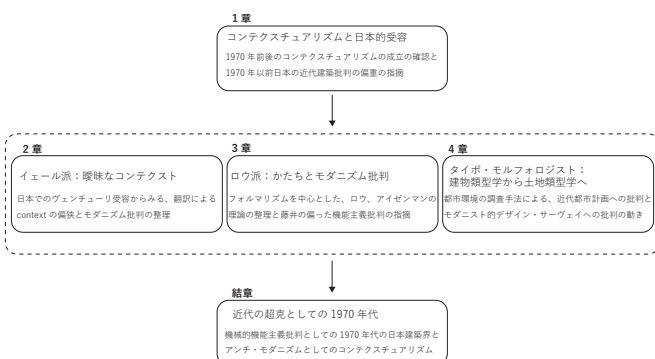 1 章
コンテクスチュアリズムと日本的受容
1970 年前後のコンテクスチュアリズムの成立の確認と
1970 年以前日本の近代建築批判の偏重の指摘
2 章
イェール派：曖昧なコンテクスト
日本でのヴェンチューリ受容からみる、翻訳による
context の偏狭とモダニズム批判の整理
3 章
ロウ派：かたちとモダニズム批判
フォルマリズムを中心とした、ロウ、アイゼンマンの
理論の整理と藤井の偏った機能主義批判の指摘
4 章
タイポ・モルフォロジスト：
建物類型学から土地類型学へ
都市環境の調査手法による、近代都市計画への批判と
モダニスト的デザイン・サーヴェイへの批判の動き
結章
近代の超克としての 1970 年代
機械的機能主義批判としての 1970 年代の日本建築界と
アンチ・モダニズムとしてのコンテクスチュアリズム